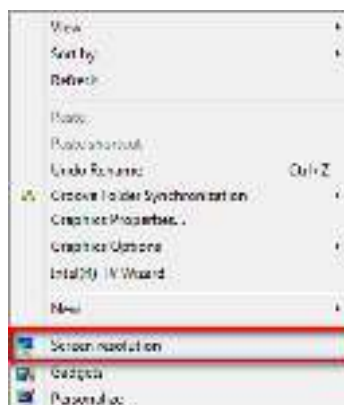 View
Sort by
Refresh
Paste
Paste shortcut
Undo Rename Ctrl+Z
Groove Folder Synchronization
Graphics Properties...
Graphics Options
Intel(R) TV Wizard
New
Screen resolution
Gadgets
Personalize